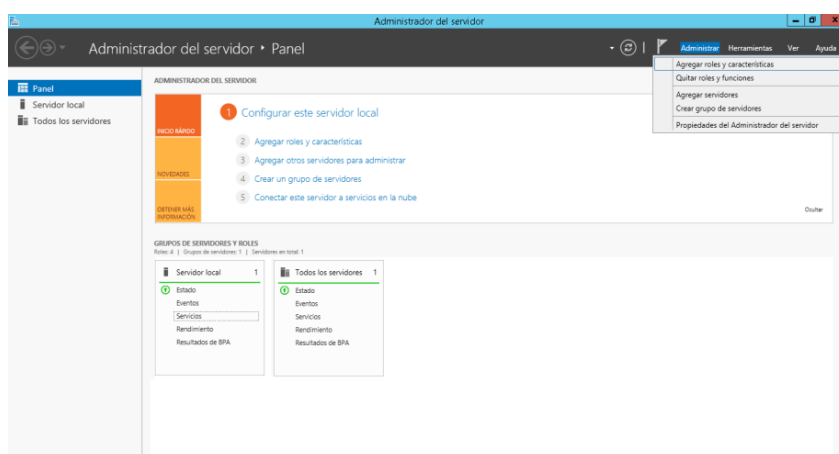 Administrador del servidor
Administrador del servidor ‣ Panel
Administrar Herramientas Ver Ayuda
Agregar roles y características
Quitar roles y funciones
Agregar servidores
Crear grupo de servidores
Propiedades del Administrador del servidor
Panel
Servidor local
Todos los servidores
ADMINISTRADOR DEL SERVIDOR
INICIO RÁPIDO
NOVEDADES
OBTENER MÁS
INFORMACIÓN
1 Configurar este servidor local
2 Agregar roles y características
3 Agregar otros servidores para administrar
4 Crear un grupo de servidores
5 Conectar este servidor a servicios en la nube
Ocultar
GRUPOS DE SERVIDORES Y ROLES
Roles: 4 | Grupos de servidores: 1 | Servidores en total: 1
Servidor local 1
Estado
Eventos
Servicios
Rendimiento
Resultados de BPA
Todos los servidores 1
Estado
Eventos
Servicios
Rendimiento
Resultados de BPA